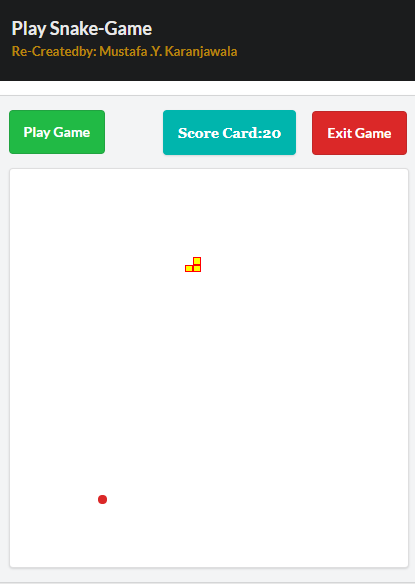 Play Snake-Game
Re-Createdby: Mustafa .Y. Karanjawala
Play Game
Score Card:20
Exit Game